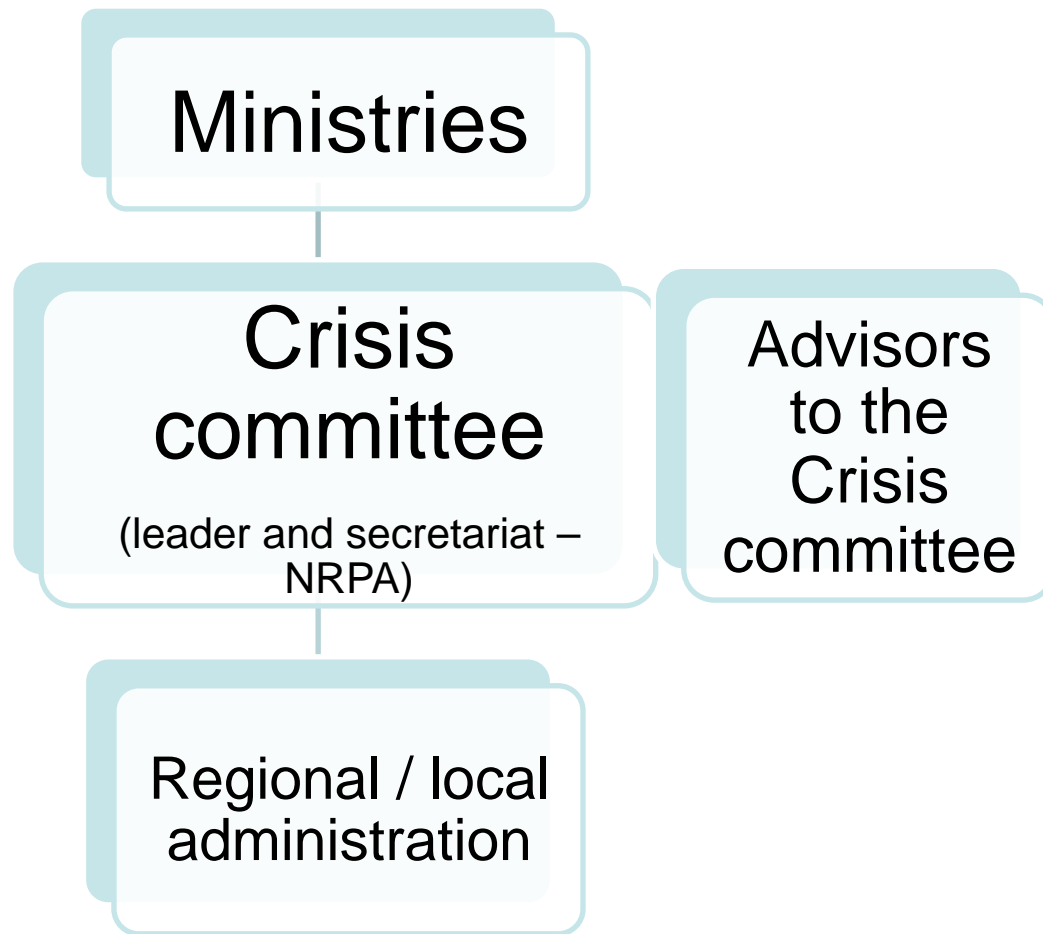 Ministries
Crisis
committee
(leader and secretariat –
NRPA)
Advisors
to the
Crisis
committee
Regional / local
administration